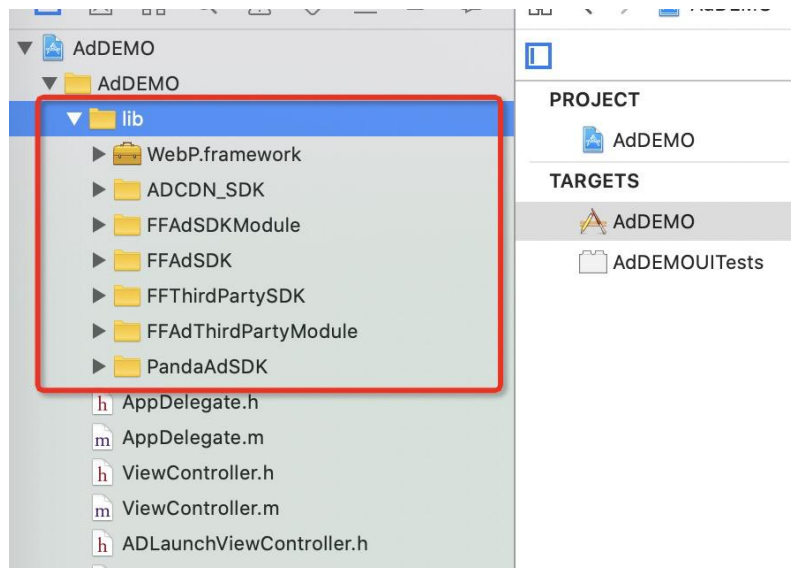 AdDEMO
AdDEMO
lib
WebP.framework
ADCDN_SDK
FFAdSDKModule
FFAdSDK
FFThirdPartySDK
FFAdThirdPartyModule
PandaAdSDK
h AppDelegate.h
m AppDelegate.m
h ViewController.h
m ViewController.m
h ADLaunchViewController.h
AdDEMO
PROJECT
AdDEMO
TARGETS
AdDEMO
AdDEMOUITests